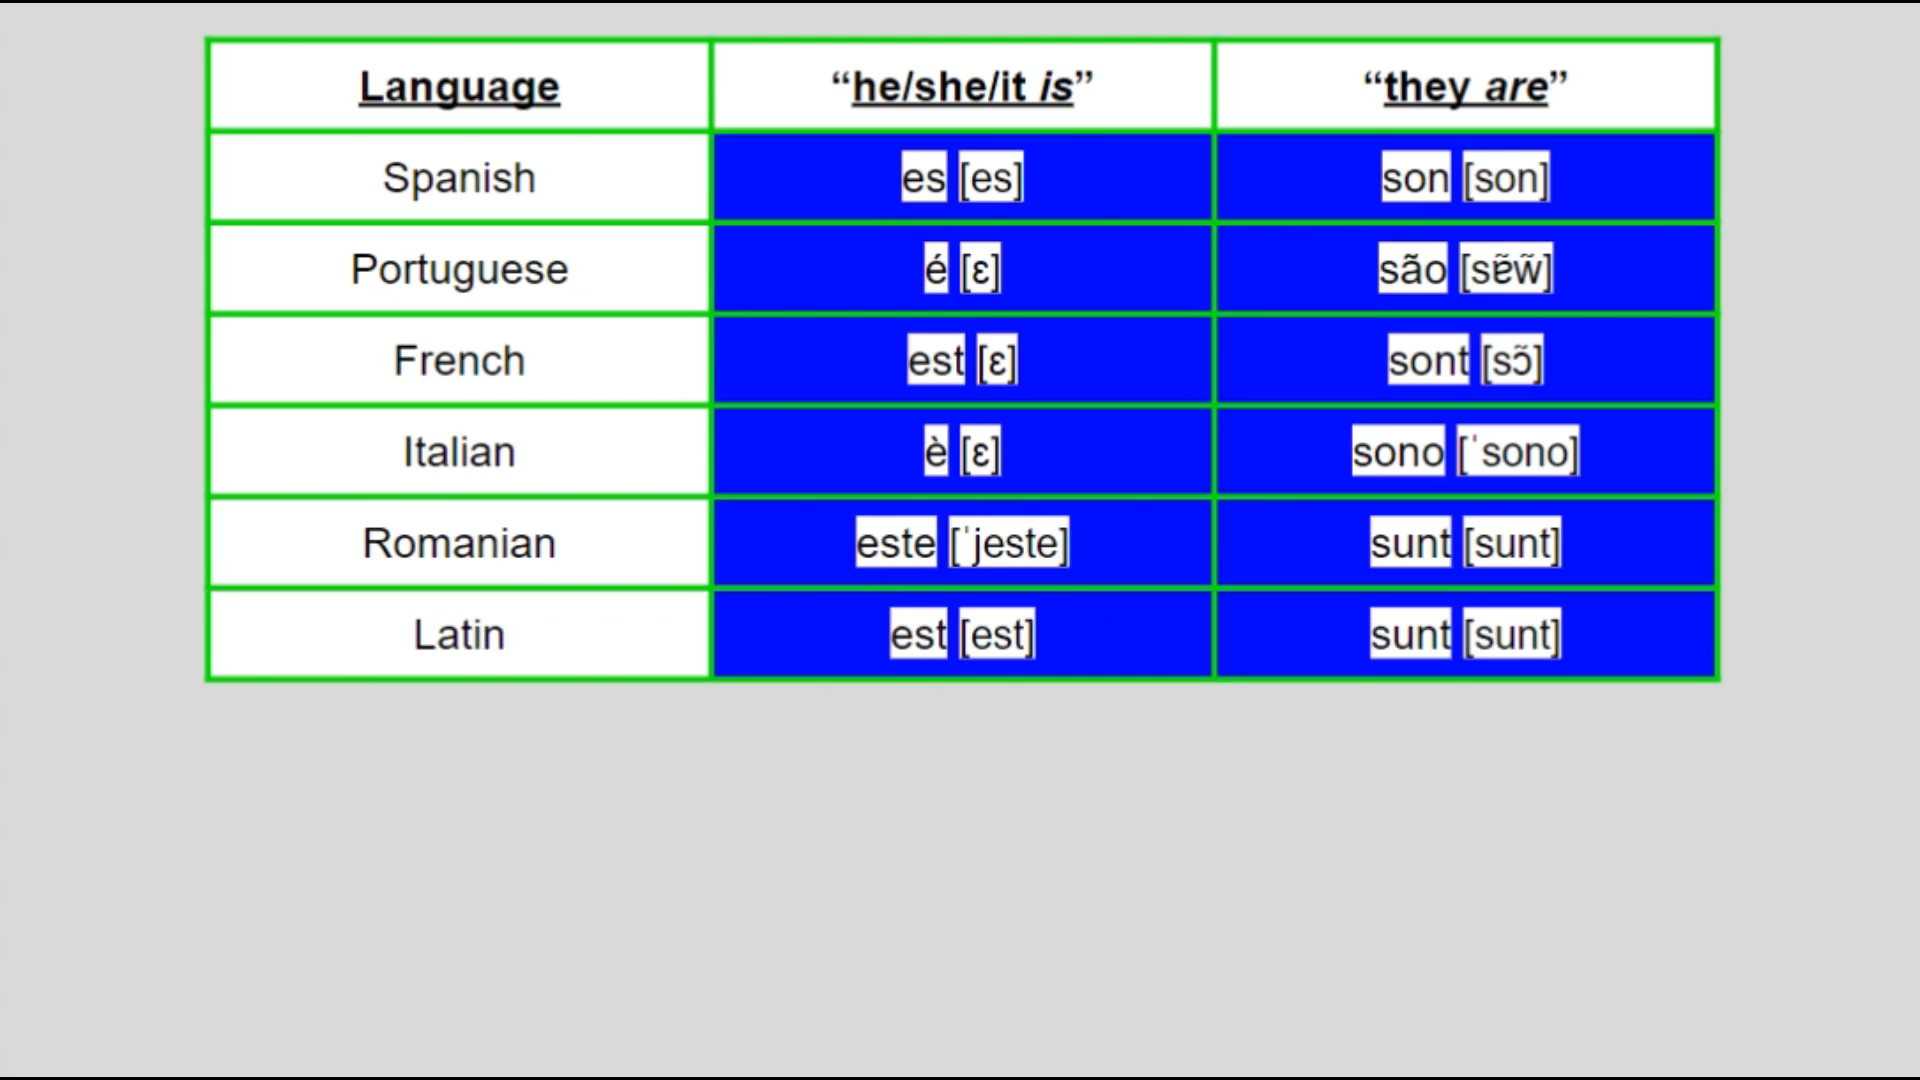 Language “he/she/it is” “they are”
Spanish es [es] son [son]
Portuguese é [ɛ] são [sɐ̃w̃]
French est [ɛ] sont [sɔ̃]
Italian è [ɛ] sono [ˈsono]
Romanian este [ˈjeste] sunt [sunt]
Latin est [est] sunt [sunt]